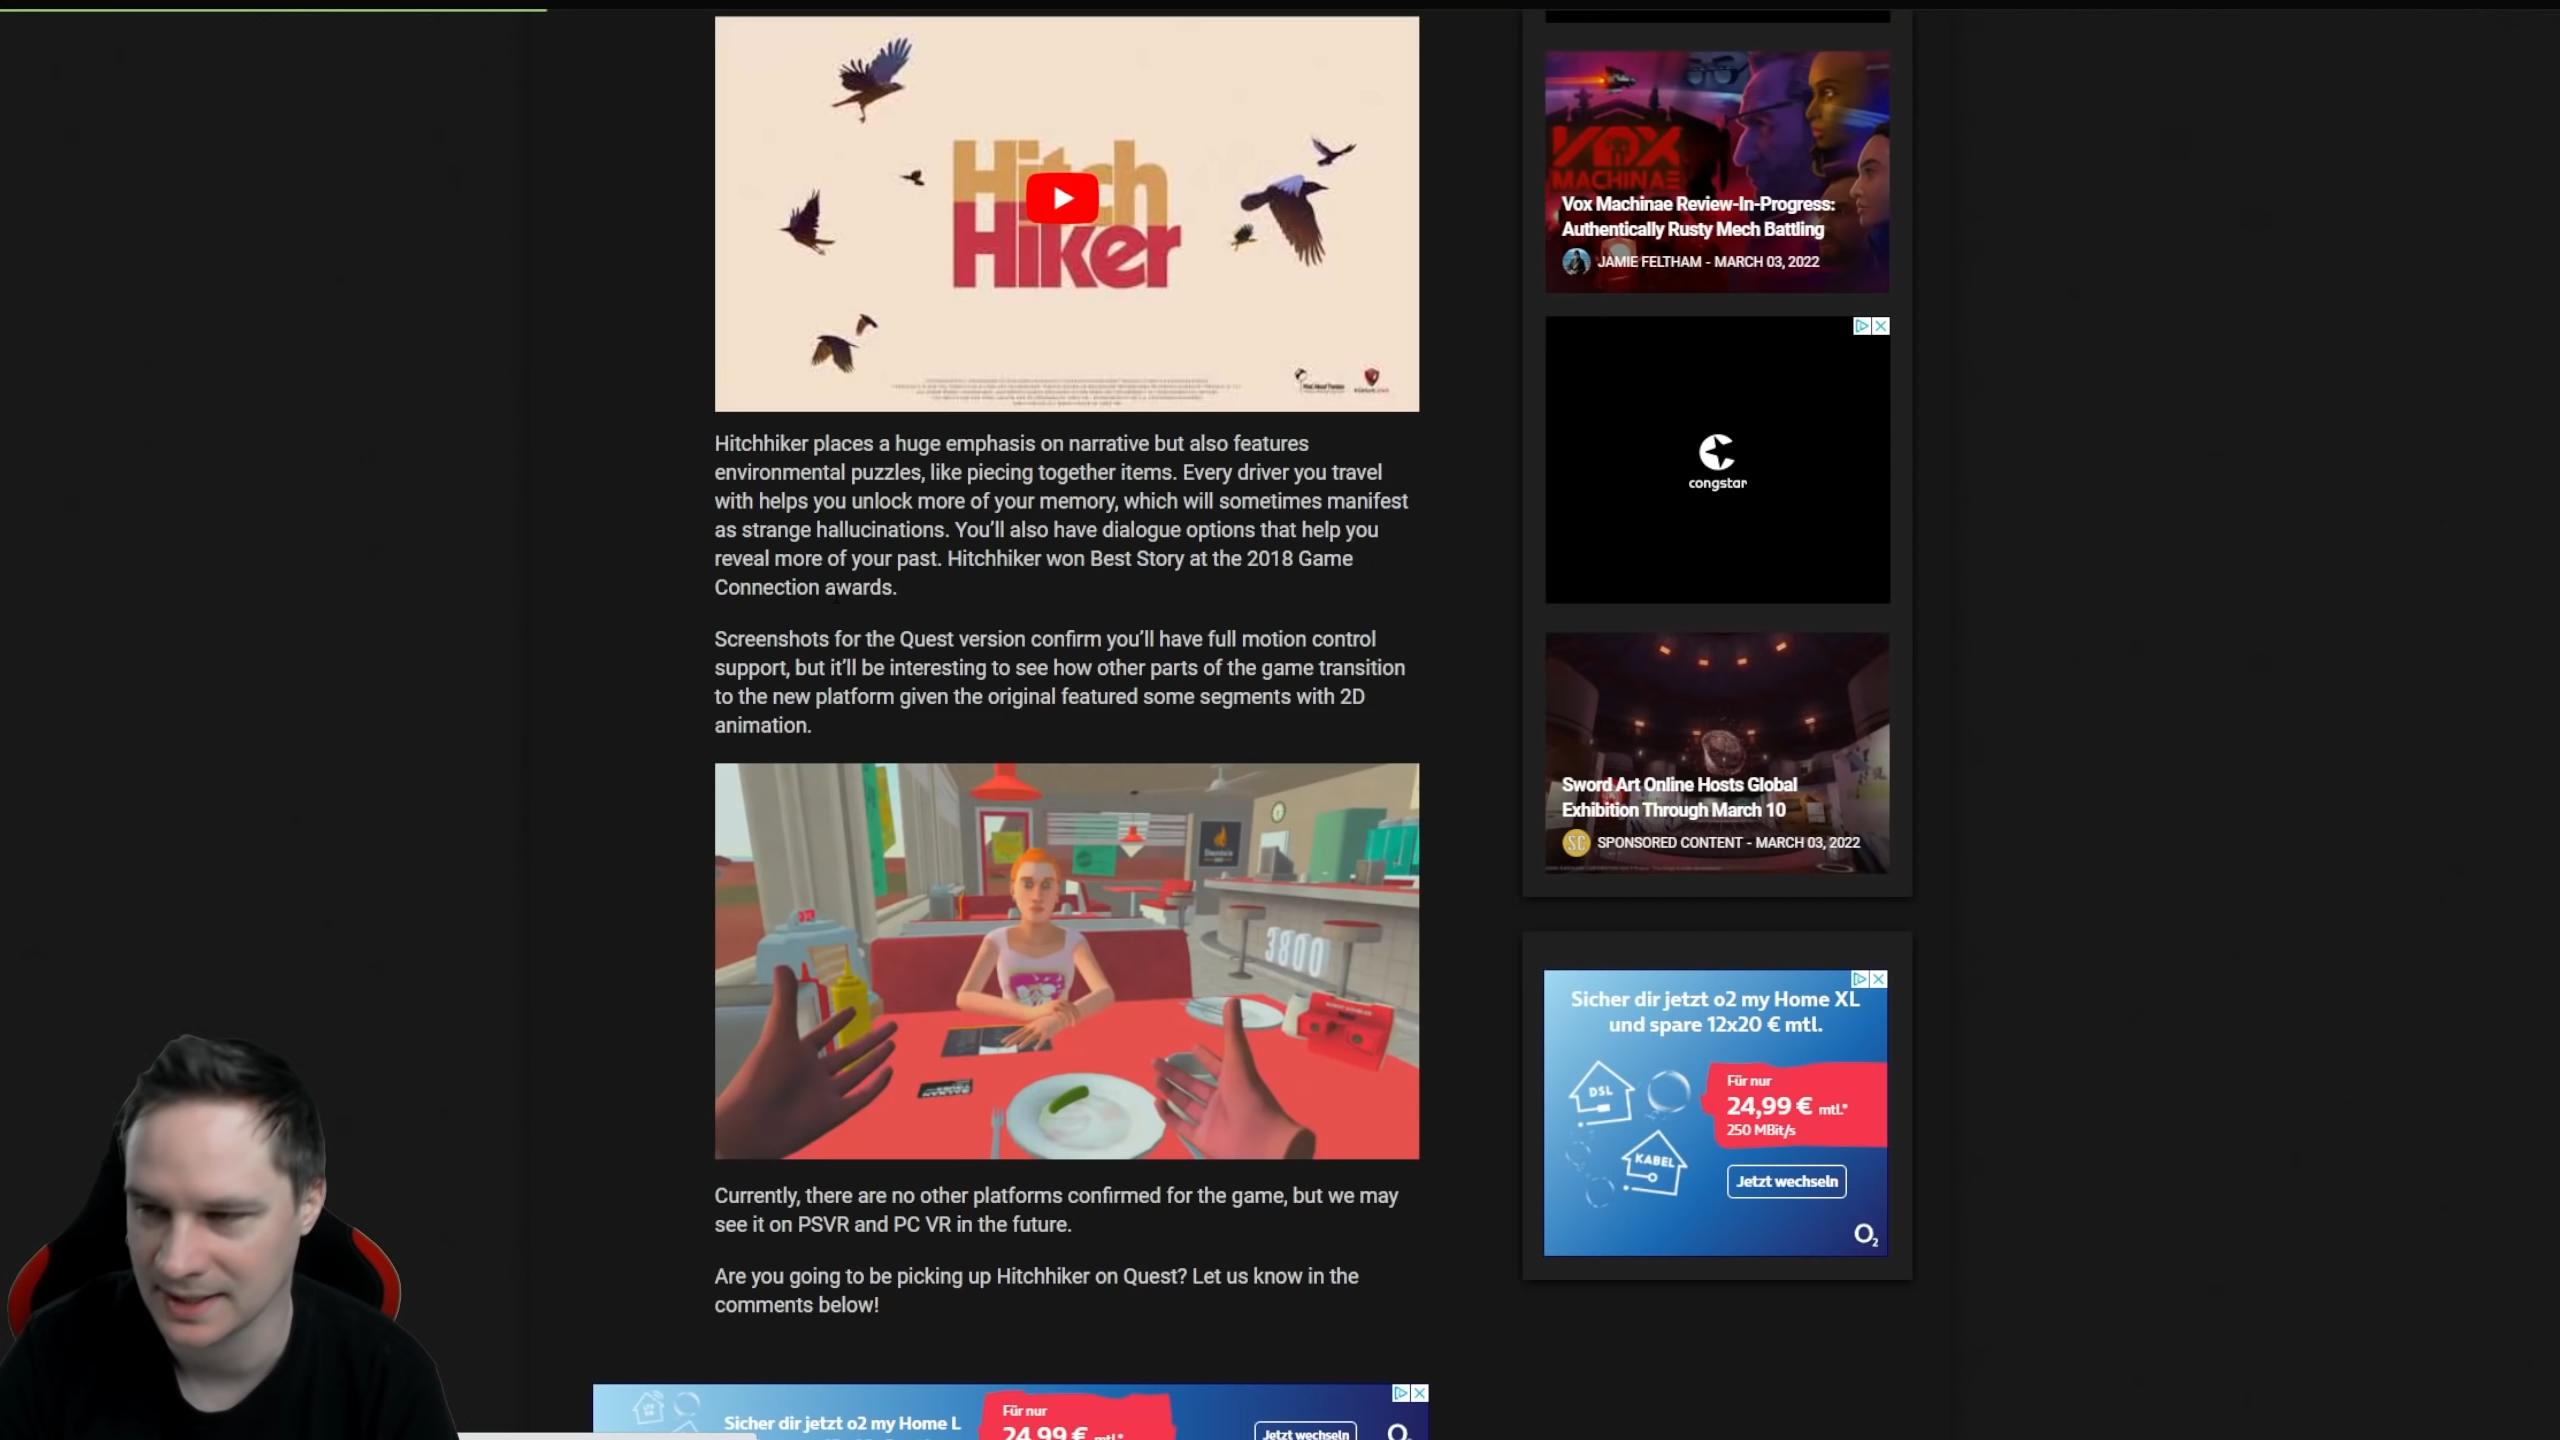 Hitch
Hiker
Hitchhiker places a huge emphasis on narrative but also features
environmental puzzles, like piecing together items. Every driver you travel
with helps you unlock more of your memory, which will sometimes manifest
as strange hallucinations. You’ll also have dialogue options that help you
reveal more of your past. Hitchhiker won Best Story at the 2018 Game
Connection awards.
Screenshots for the Quest version confirm you’ll have full motion control
support, but it’ll be interesting to see how other parts of the game transition
to the new platform given the original featured some segments with 2D
animation.
3800
Currently, there are no other platforms confirmed for the game, but we may
see it on PSVR and PC VR in the future.
Are you going to be picking up Hitchhiker on Quest? Let us know in the
comments below!
Sicher dir jetzt o2 my Home L
Für nur
24,99 € mtl.*
Jetzt wechseln
VOX
MACHINAE
Vox Machinae Review-In-Progress:
Authentically Rusty Mech Battling
JAMIE FELTHAM - MARCH 03, 2022
congstar
Sword Art Online Hosts Global
Exhibition Through March 10
SC SPONSORED CONTENT - MARCH 03, 2022
Sicher dir jetzt o2 my Home XL
und spare 12x20 € mtl.
DSL
KABEL
Für nur
24,99 € mtl.*
250 MBit/s
Jetzt wechseln
O2